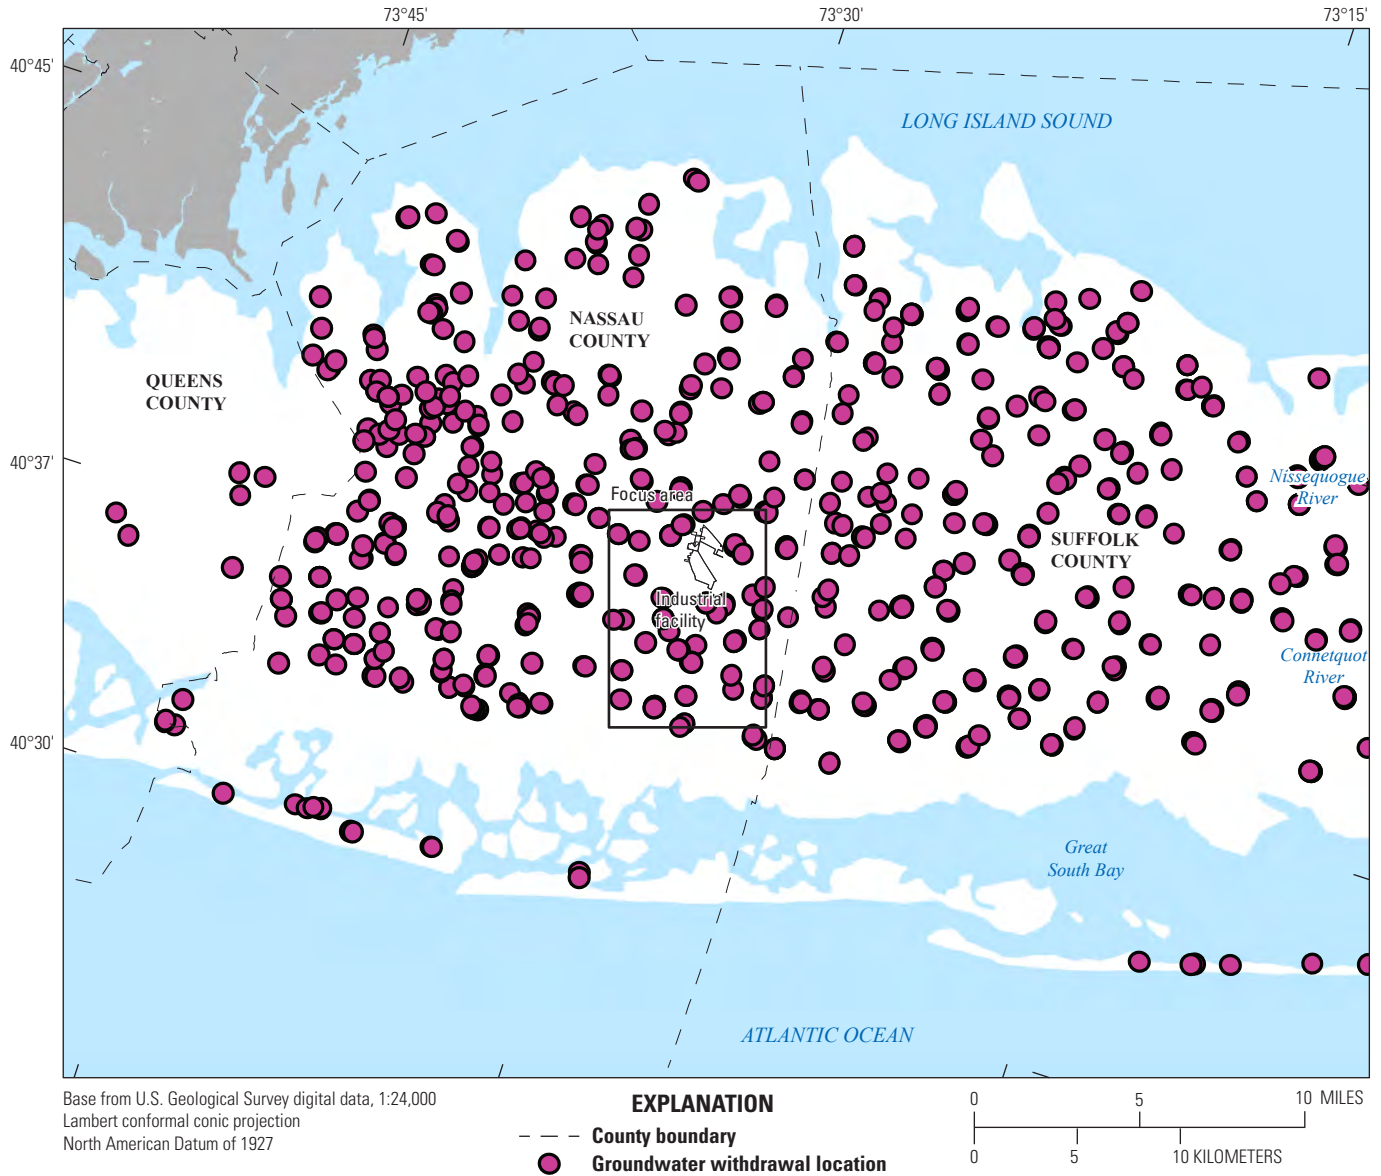 73°45'
73°30'
73°15'
40°45'
LONG ISLAND SOUND
NASSAU
COUNTY
QUEENS
COUNTY
40°37'
Nissequogue
River
Focus area
SUFFOLK
COUNTY
Industrial
facility
Connetquot
River
40°30'
Great
South Bay
ATLANTIC OCEAN
Base from U.S. Geological Survey digital data, 1:24,000
Lambert conformal conic projection
North American Datum of 1927
EXPLANATION
County boundary
Groundwater withdrawal location
0 5 10 MILES
0 5 10 KILOMETERS